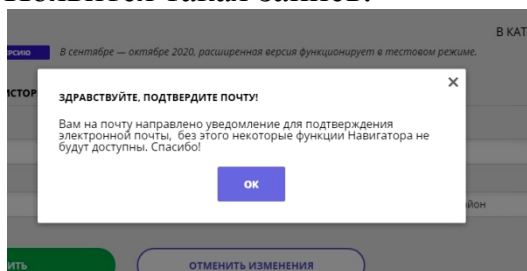 Появится такая запись:
В КАТ
РСИЮ
В сентябре — октябре 2020, расширенная версия функционирует в тестовом режиме.
ИСТОР
ЗДРАВСТВУЙТЕ, ПОДТВЕРДИТЕ ПОЧТУ!
Вам на почту направлено уведомление для подтверждения
электронной почты, без этого некоторые функции Навигатора не
будут доступны. Спасибо!
ОК
йон
ИТЬ
ОТМЕНИТЬ ИЗМЕНЕНИЯ